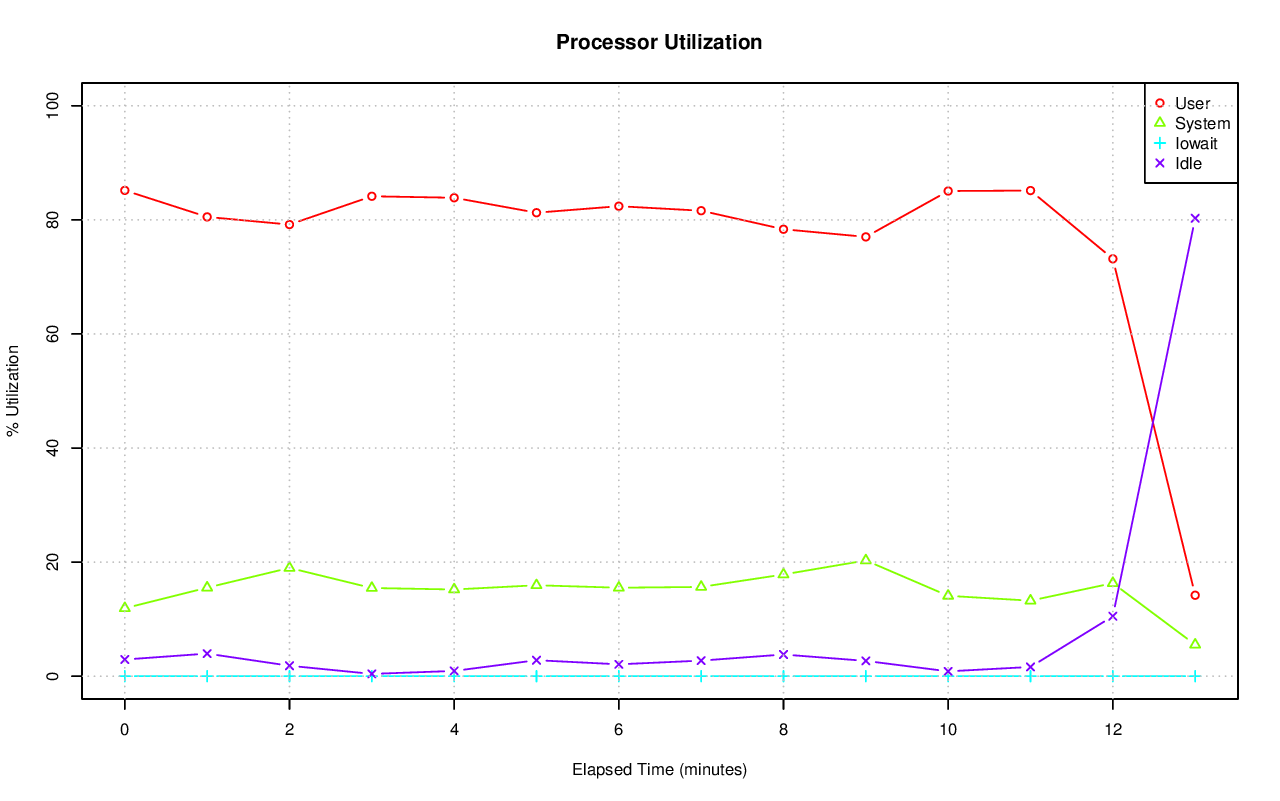 Processor Utilization
100
80
60
40
20
0
% Utilization
User
System
Iowait
Idle
0 2 4 6 8 10 12
Elapsed Time (minutes)